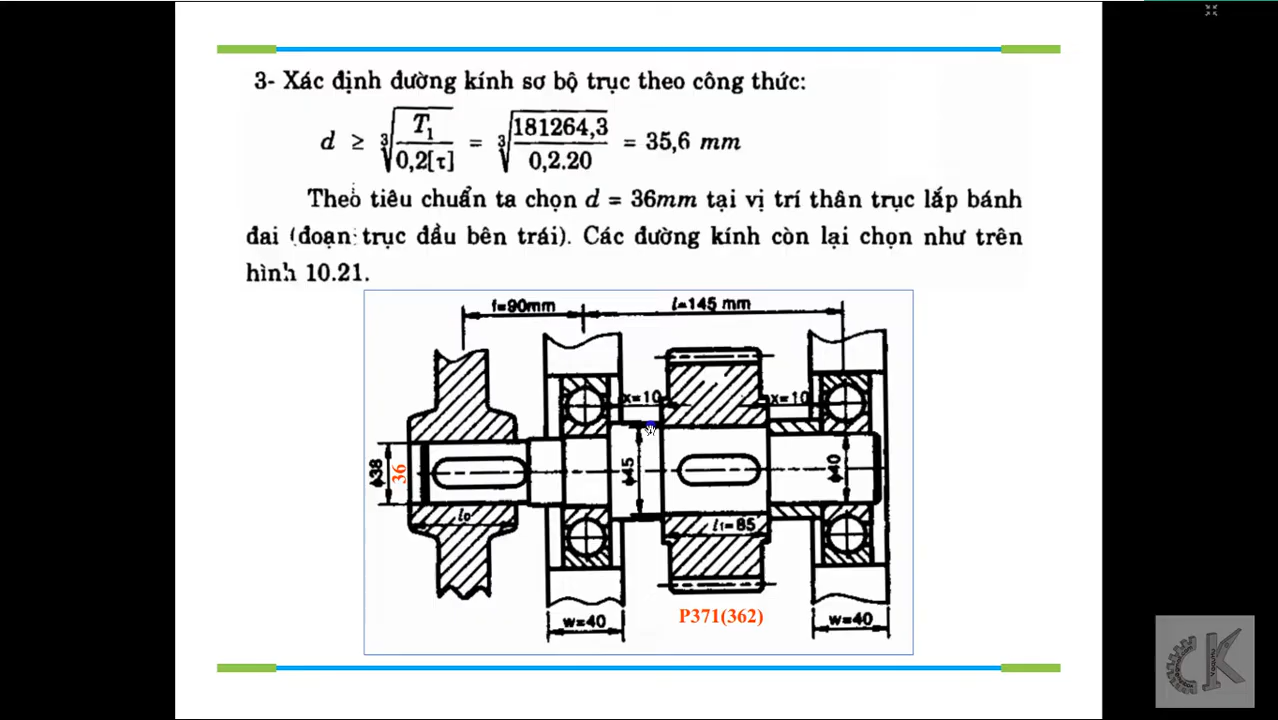 3- Xác định đường kính sơ bộ trục theo công thức:
d ≥ ∛(T₁ / 0,2[τ]) = ∛(181264,3 / 0,2.20) = 35,6 mm
Theo tiêu chuẩn ta chọn d = 36mm tại vị trí thân trục lắp bánh
đai (đoạn trục đầu bên trái). Các đường kính còn lại chọn như trên
hình 10.21.
f=90mm
l=145 mm
x=10
x=10
ϕ38
36
ϕ45
ϕ40
l₀
l₁=85
P371(362)
w=40
w=40
CK